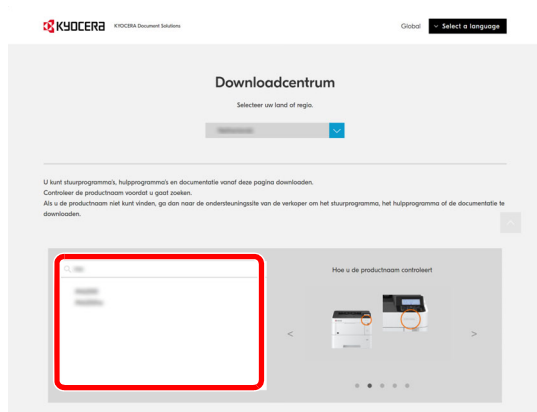 KYOCERA KYOCERA Document Solutions Global Select a language
Downloadcentrum
Selecteer uw land of regio.
U kunt stuurprogramma's, hulpprogramma's en documentatie vanaf deze pagina downloaden.
Controleer de productnaam voordat u gaat zoeken.
Als u de productnaam niet kunt vinden, ga dan naar de ondersteuningssite van de verkoper om het stuurprogramma, het hulpprogramma of de documentatie te
downloaden.
Hoe u de productnaam controleert
< >